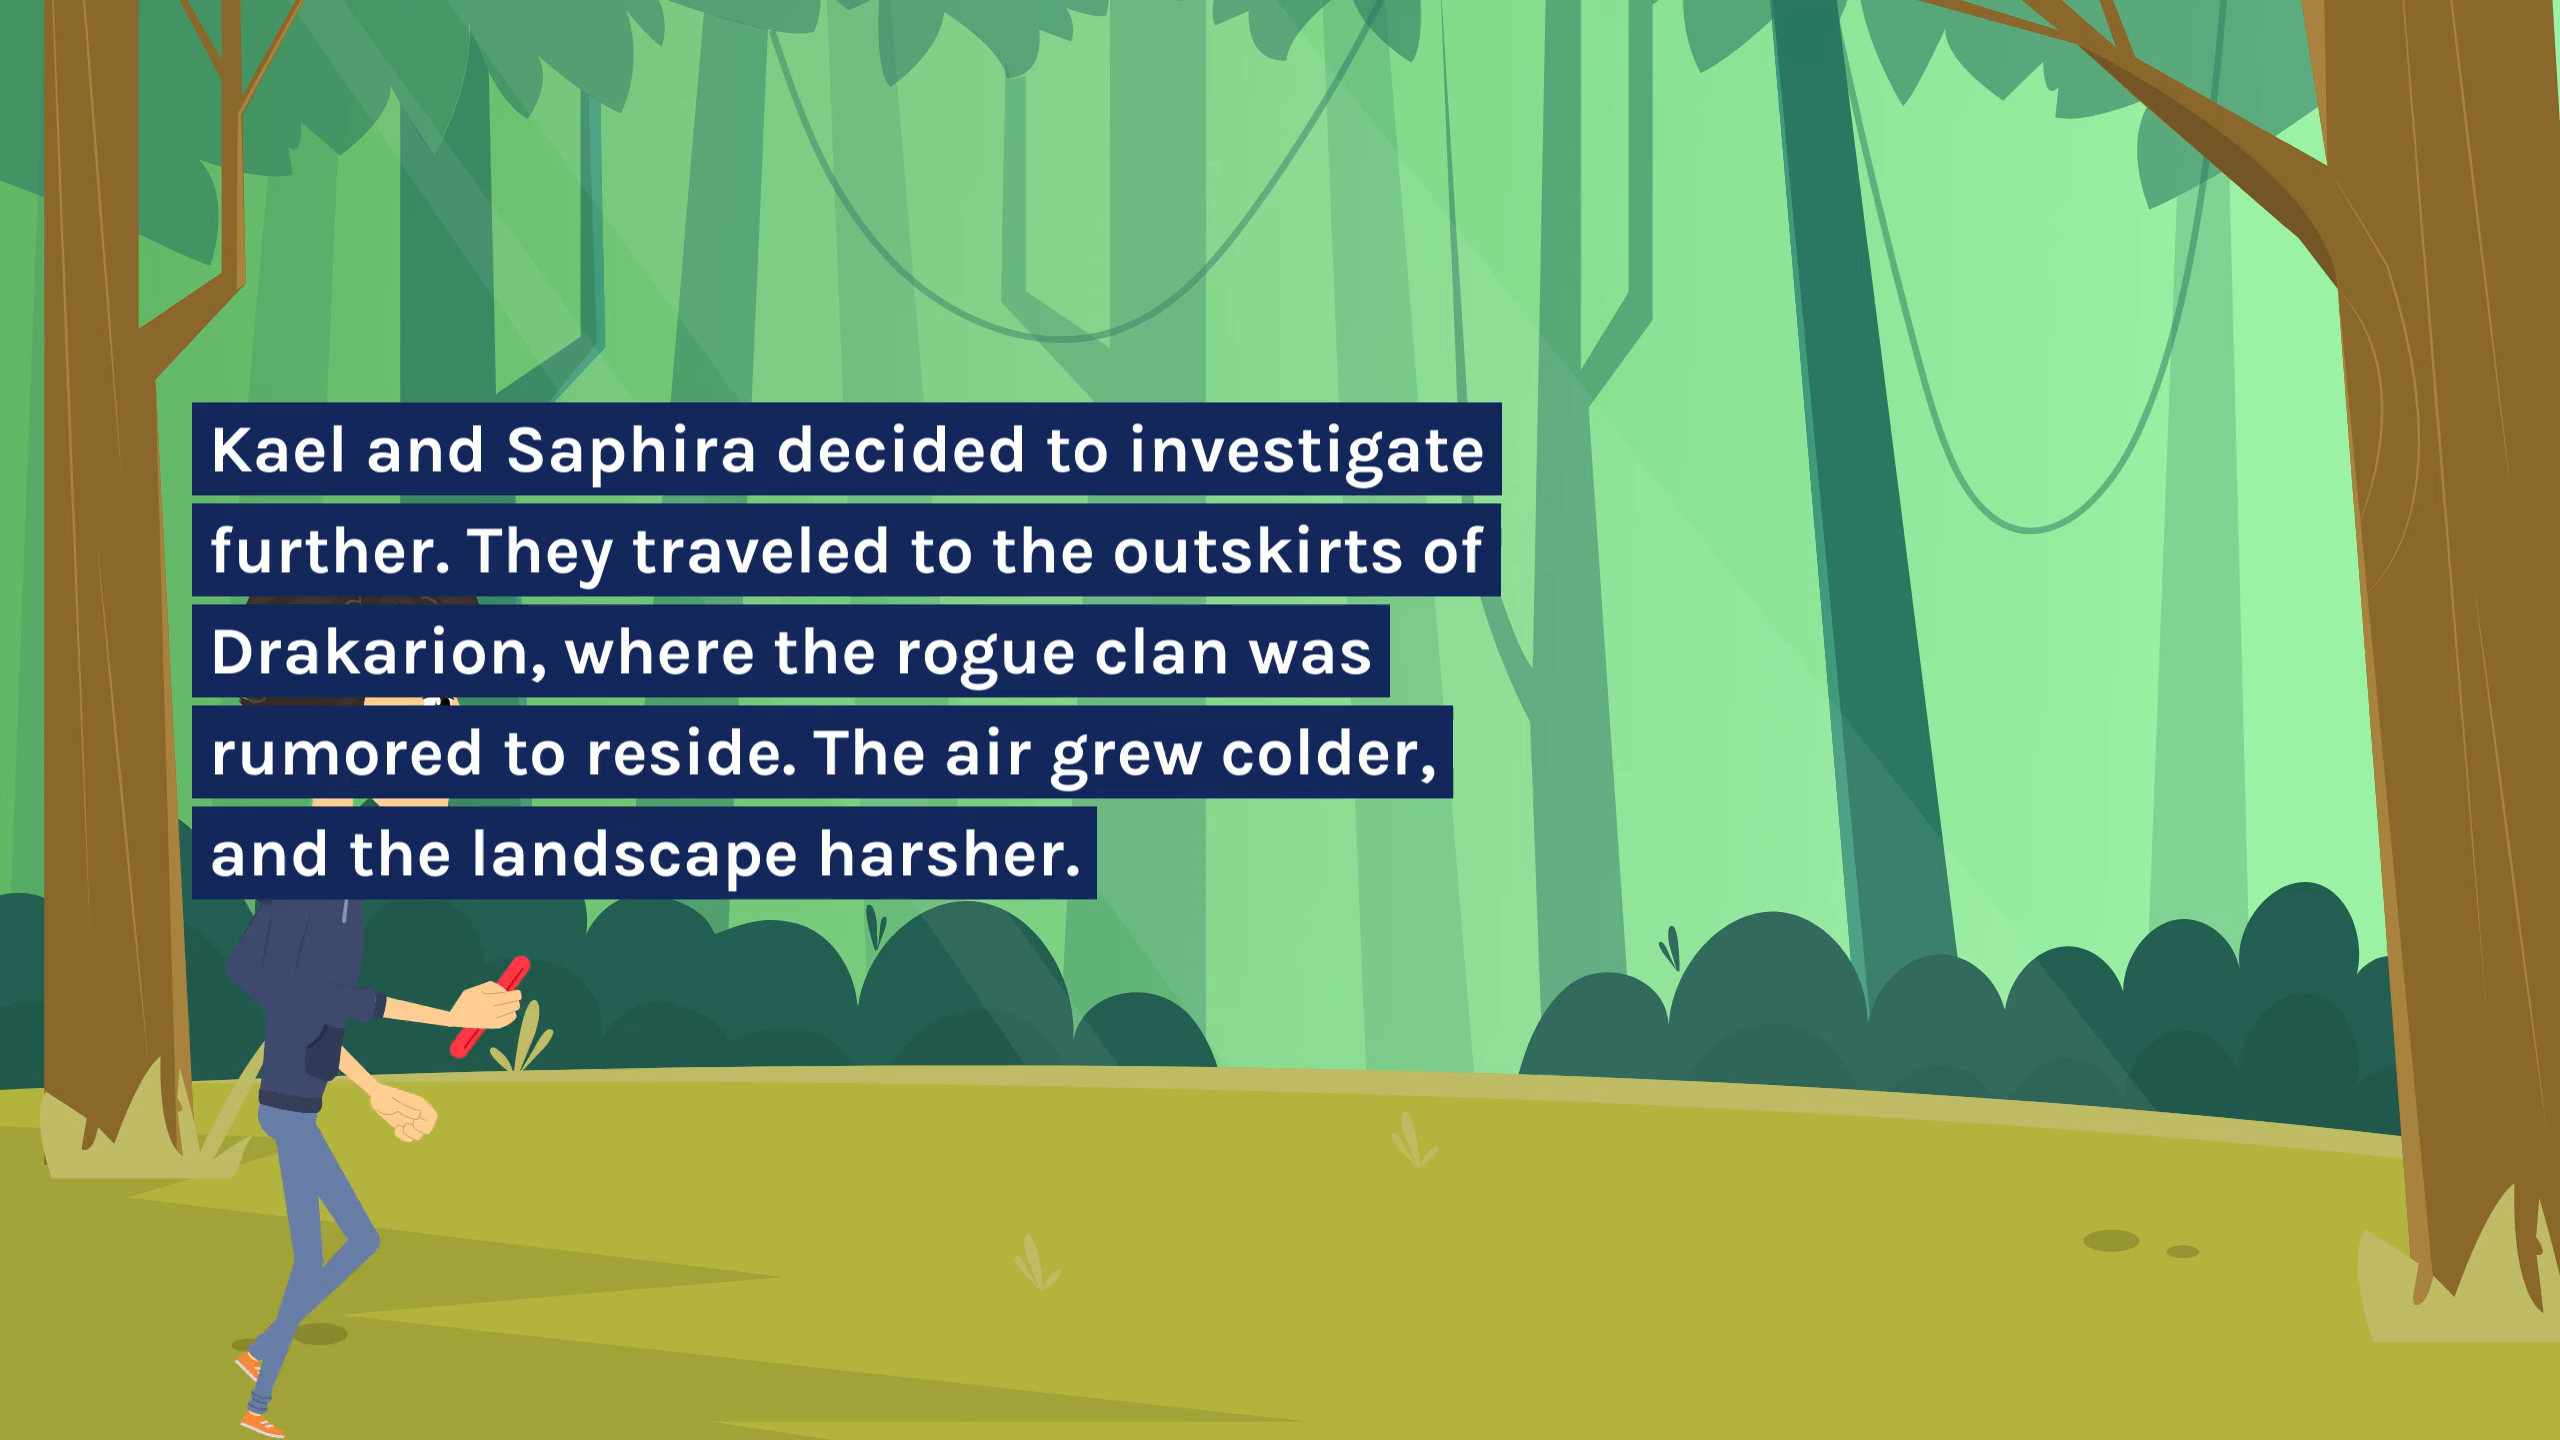 Kael and Saphira decided to investigate
further. They traveled to the outskirts of
Drakarion, where the rogue clan was
rumored to reside. The air grew colder,
and the landscape harsher.